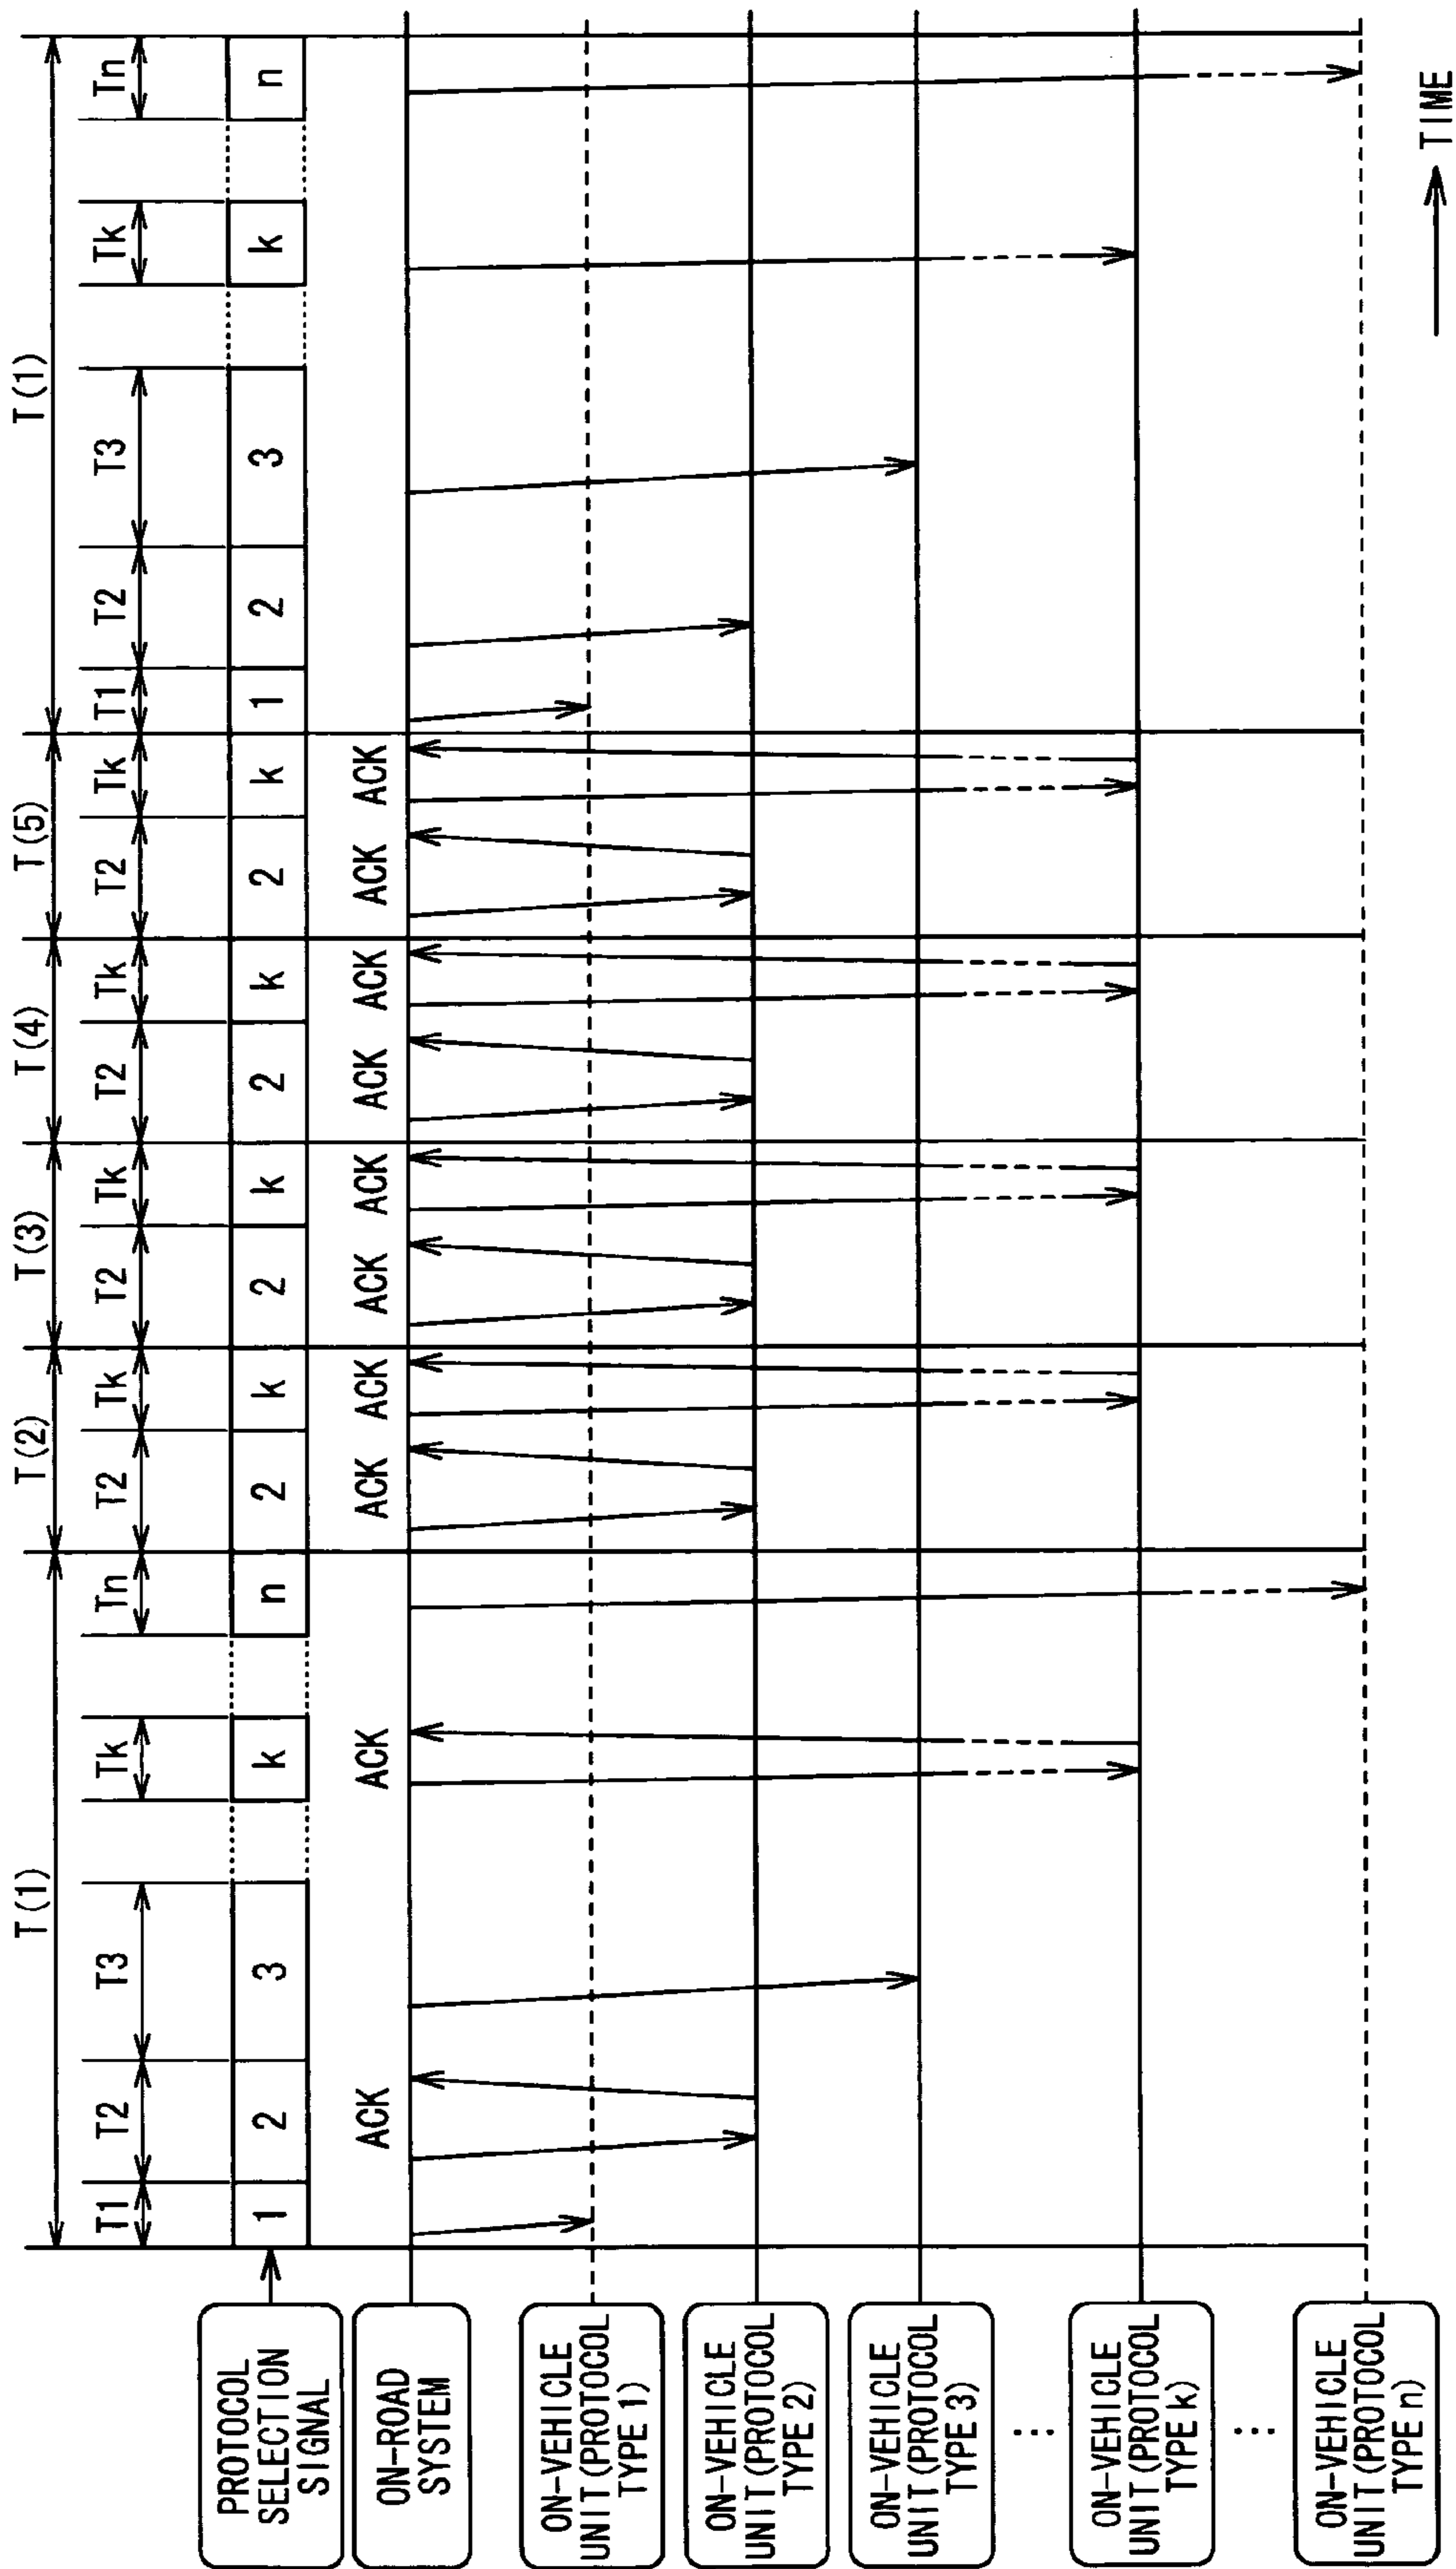 T(1) T(2) T(3) T(4) T(5) T(1)
T1 T2 T3 Tk Tn T2 Tk T2 Tk T2 Tk T2 Tk T1 T2 T3 Tk Tn
PROTOCOL
SELECTION
SIGNAL
1 2 3 k n 2 k 2 k 2 k 2 k 1 2 3 k n
ACK ACK ACK ACK ACK ACK ACK ACK ACK ACK
ON-ROAD
SYSTEM
ON-VEHICLE
UNIT(PROTOCOL
TYPE 1)
ON-VEHICLE
UNIT(PROTOCOL
TYPE 2)
ON-VEHICLE
UNIT(PROTOCOL
TYPE 3)
...
ON-VEHICLE
UNIT(PROTOCOL
TYPE k)
...
ON-VEHICLE
UNIT(PROTOCOL
TYPE n)
TIME